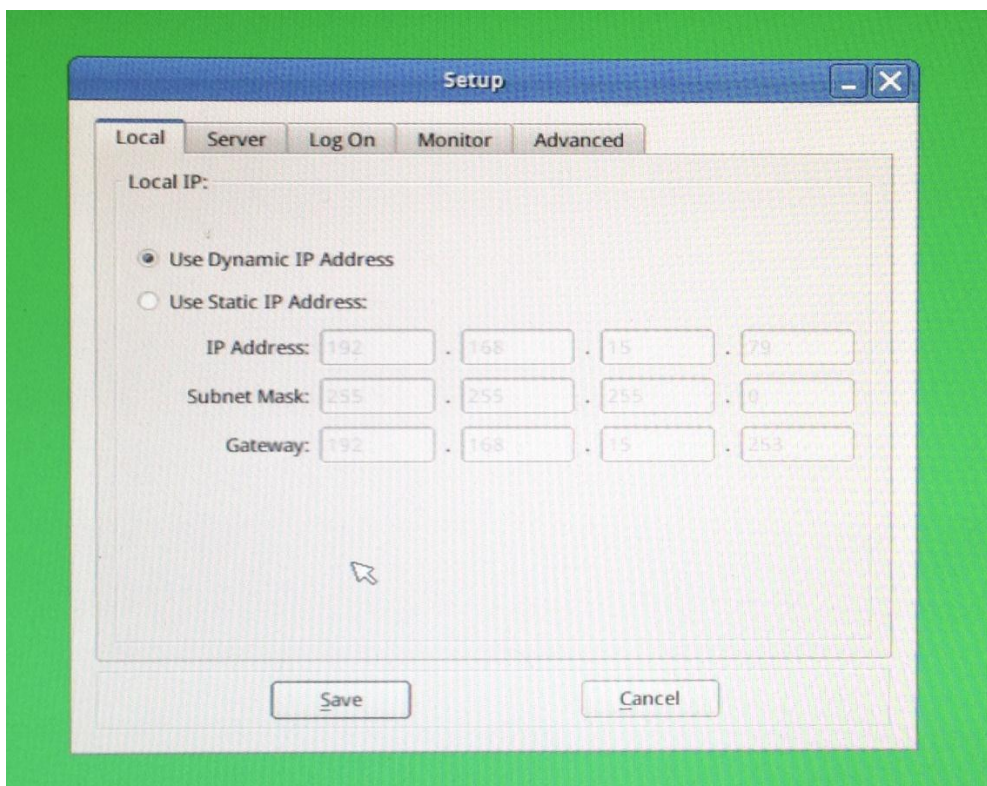 Setup
Local Server Log On Monitor Advanced
Local IP:
Use Dynamic IP Address
Use Static IP Address:
IP Address: 192 . 168 . 15 . 79
Subnet Mask: 255 . 255 . 255 . 0
Gateway: 192 . 168 . 15 . 253
Save Cancel